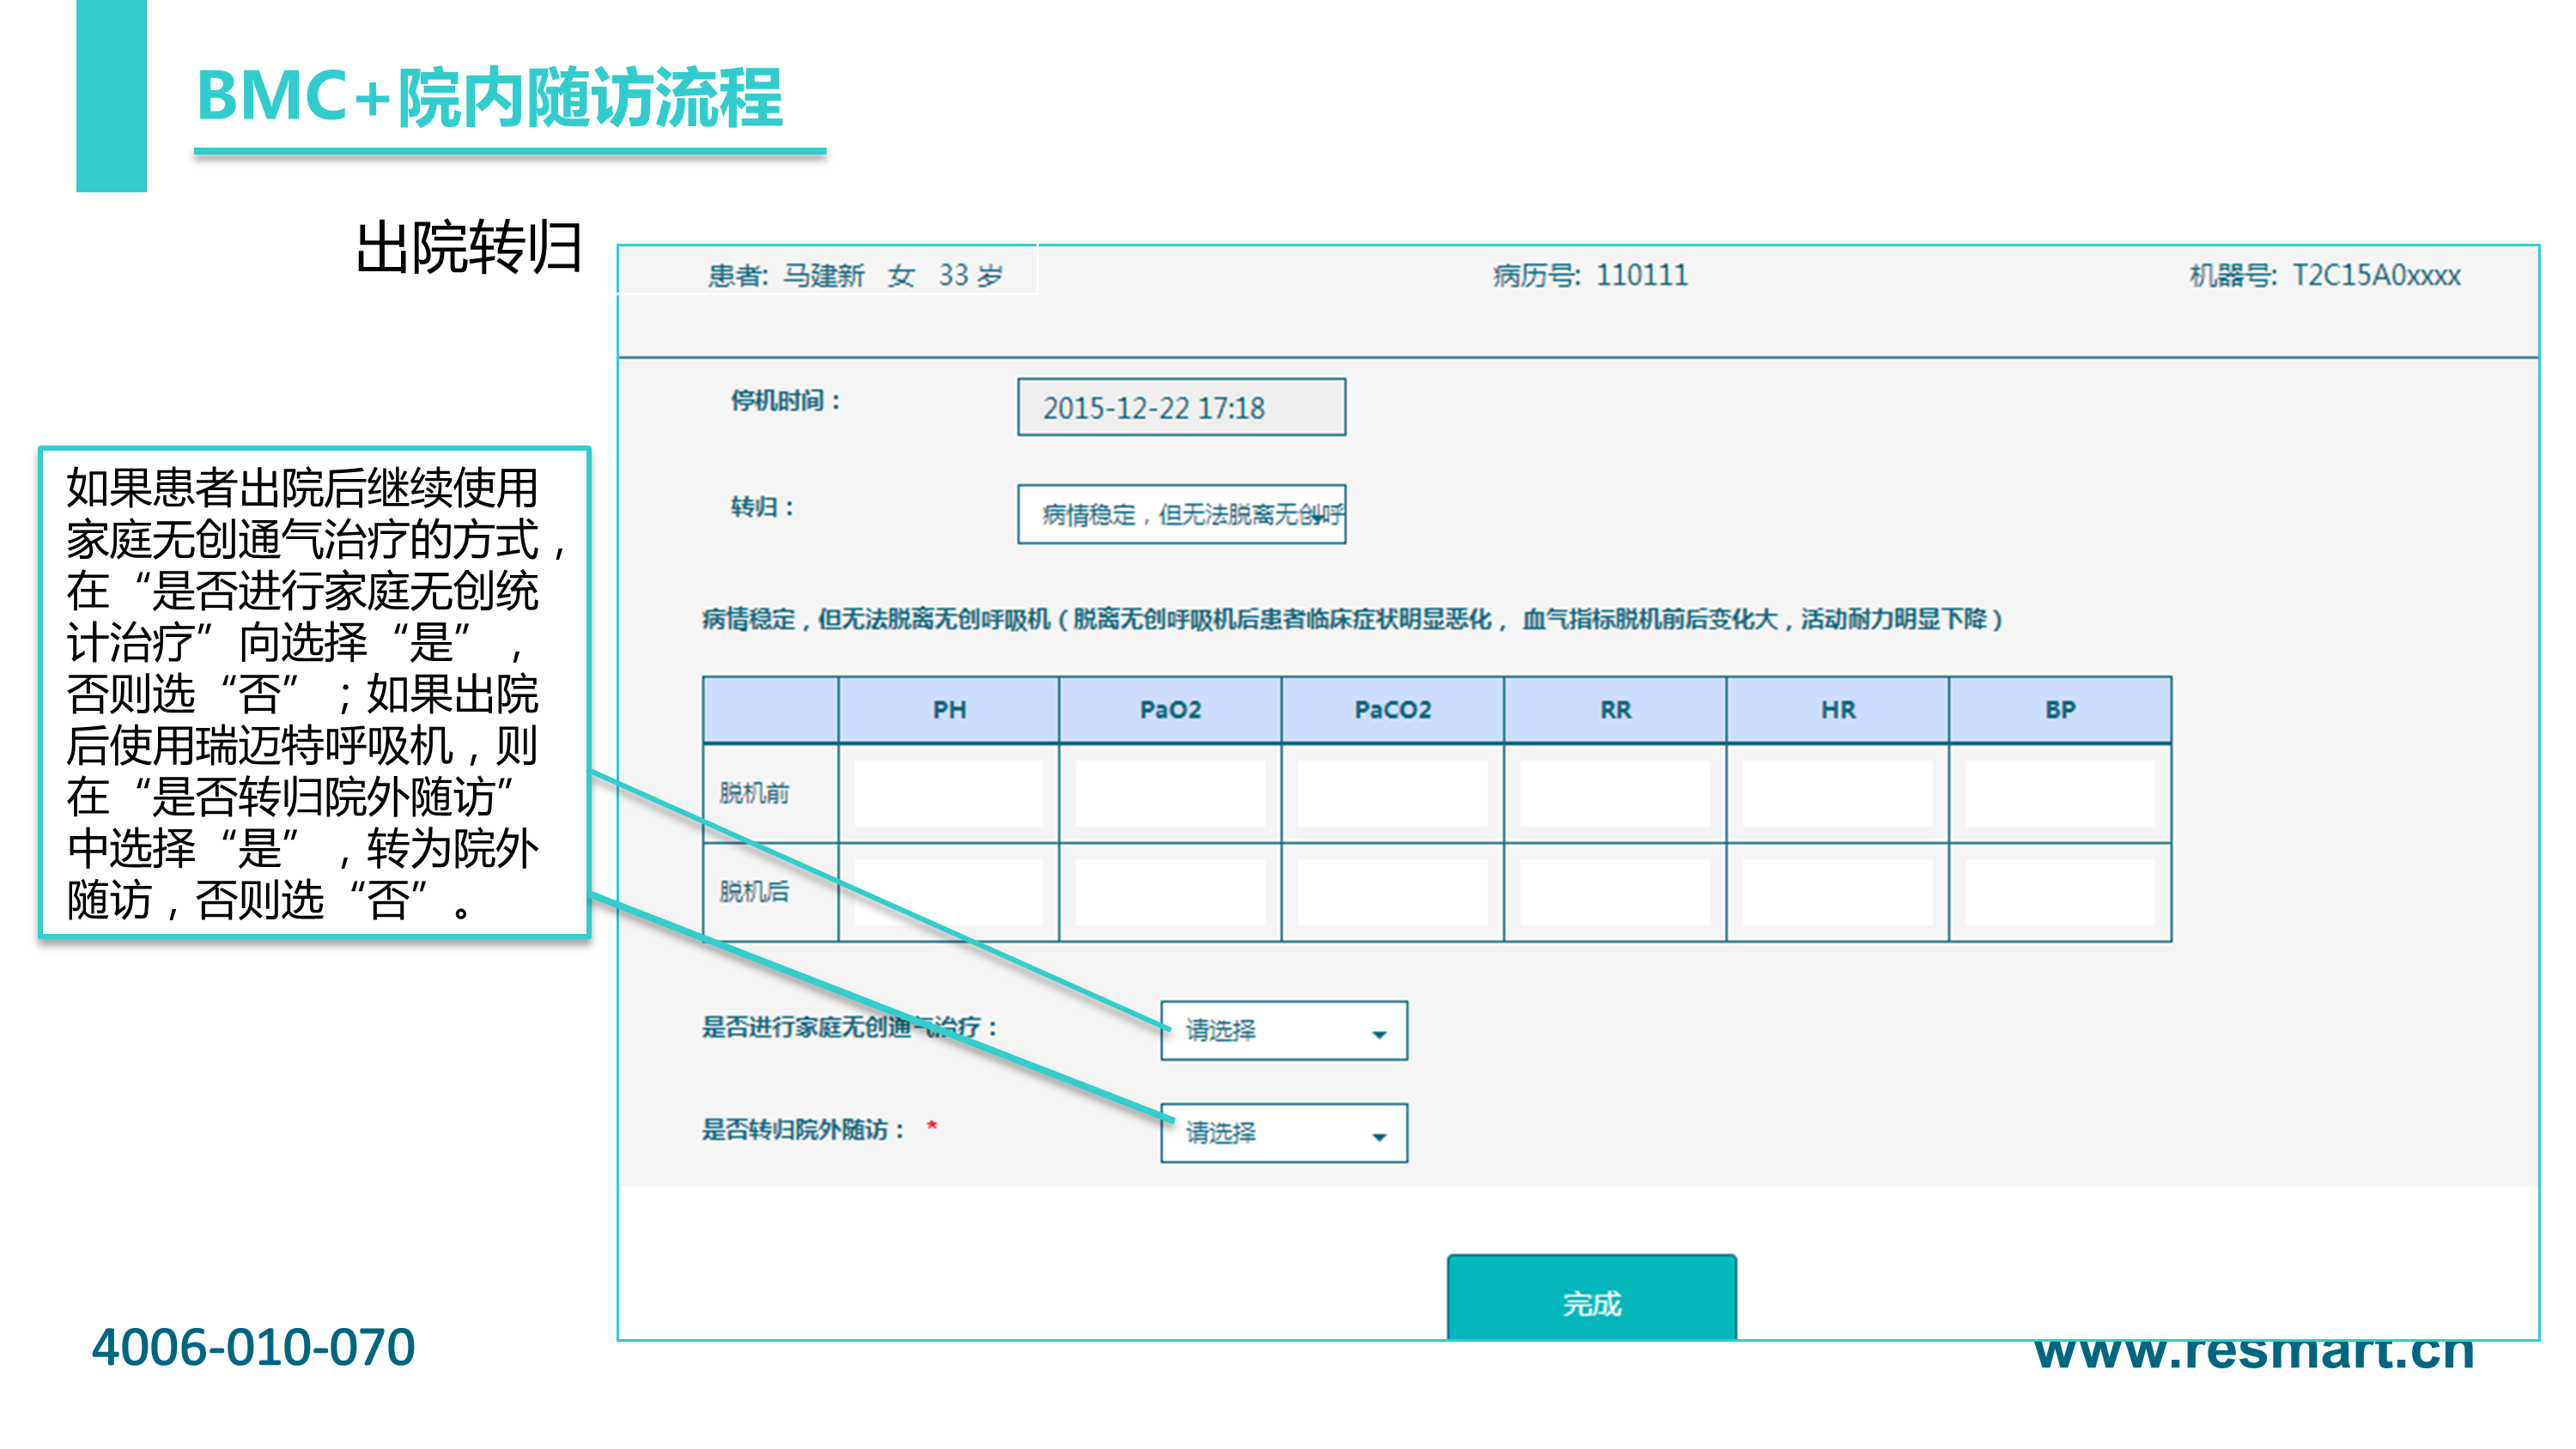 BMC+院内随访流程
出院转归
患者: 马建新 女 33 岁
病历号: 110111
机器号: T2C15A0xxxx
停机时间：
2015-12-22 17:18
转归：
病情稳定，但无法脱离无创呼
如果患者出院后继续使用
家庭无创通气治疗的方式，
在“是否进行家庭无创统
计治疗”向选择“是”，
否则选“否”；如果出院
后使用瑞迈特呼吸机，则
在“是否转归院外随访”
中选择“是”，转为院外
随访，否则选“否”。
病情稳定，但无法脱离无创呼吸机（脱离无创呼吸机后患者临床症状明显恶化， 血气指标脱机前后变化大，活动耐力明显下降）
PH PaO2 PaCO2 RR HR BP
脱机前
脱机后
是否进行家庭无创通气治疗：
请选择
是否转归院外随访： *
请选择
完成
4006-010-070
www.resmart.cn